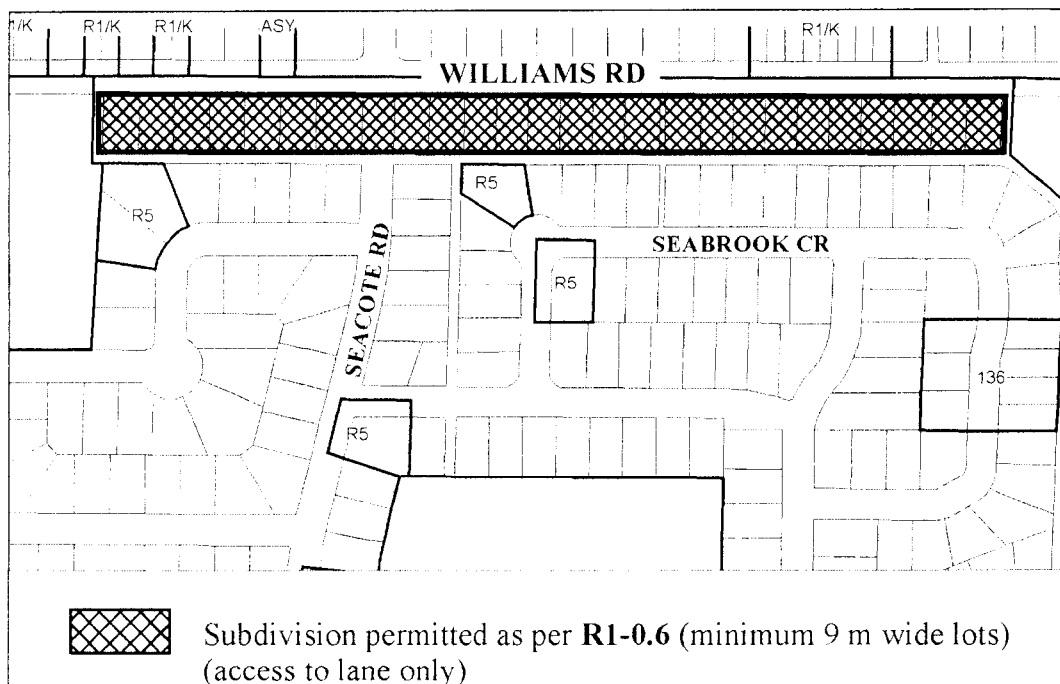 1/K R1/K R1/K ASY R1/K
WILLIAMS RD
R5
R5
SEABROOK CR
SEACOTE RD
R5
136
R5
Subdivision permitted as per R1-0.6 (minimum 9 m wide lots)
(access to lane only)